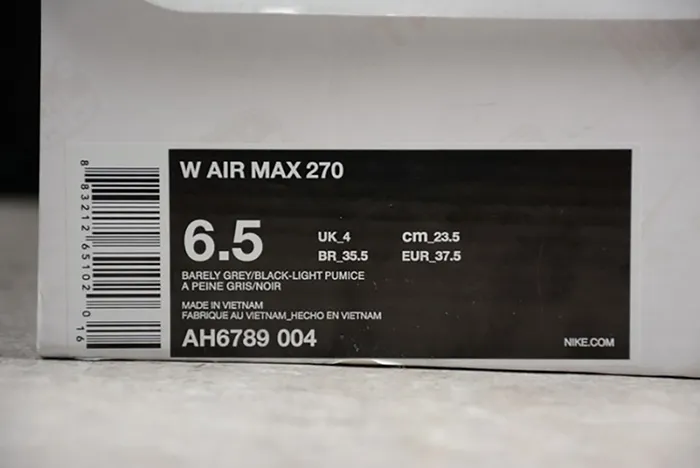 W AIR MAX 270
6.5
UK_4 cm_23.5
BR_35.5 EUR_37.5
BARELY GREY/BLACK-LIGHT PUMICE
A PEINE GRIS/NOIR
MADE IN VIETNAM
FABRIQUE AU VIETNAM_HECHO EN VIETNAM
AH6789 004
NIKE.COM
8 83212 65102 0 16